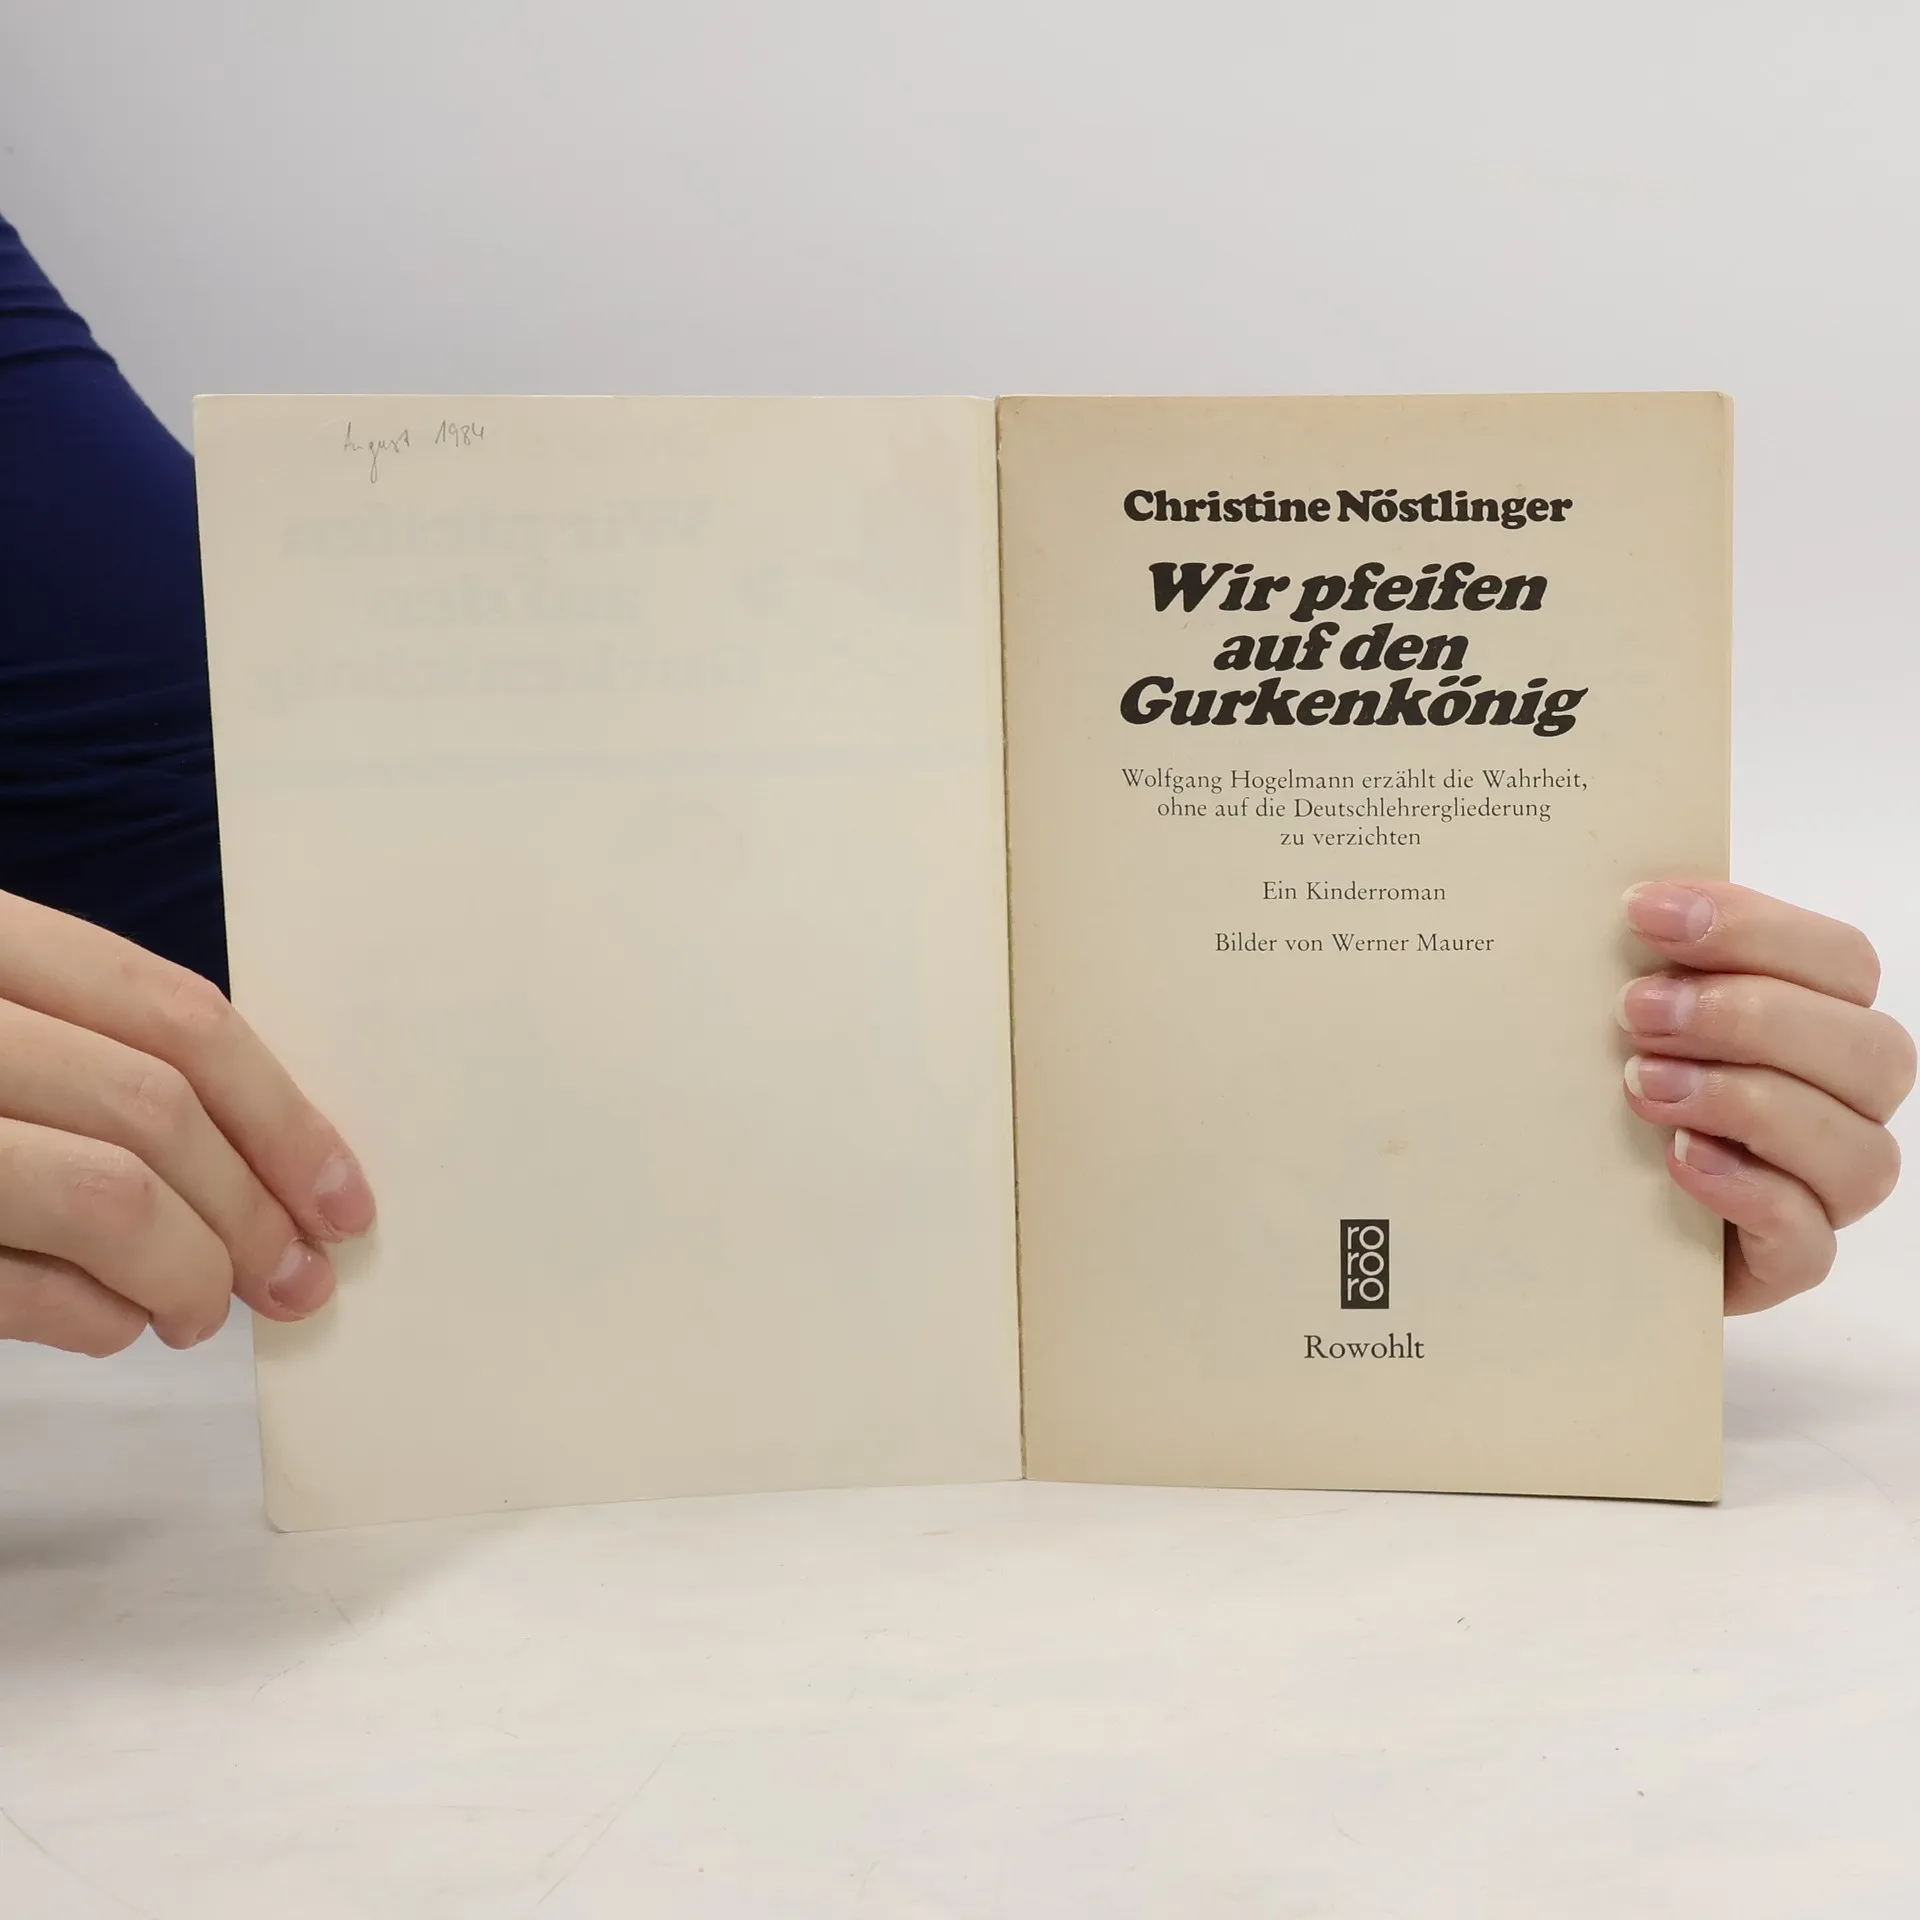 August 1984
Christine Nöstlinger
Wir pfeifen
auf den
Gurkenkönig
Wolfgang Hogelmann erzählt die Wahrheit,
ohne auf die Deutschlehrergliederung
zu verzichten
Ein Kinderroman
Bilder von Werner Maurer
ro
ro
ro
Rowohlt